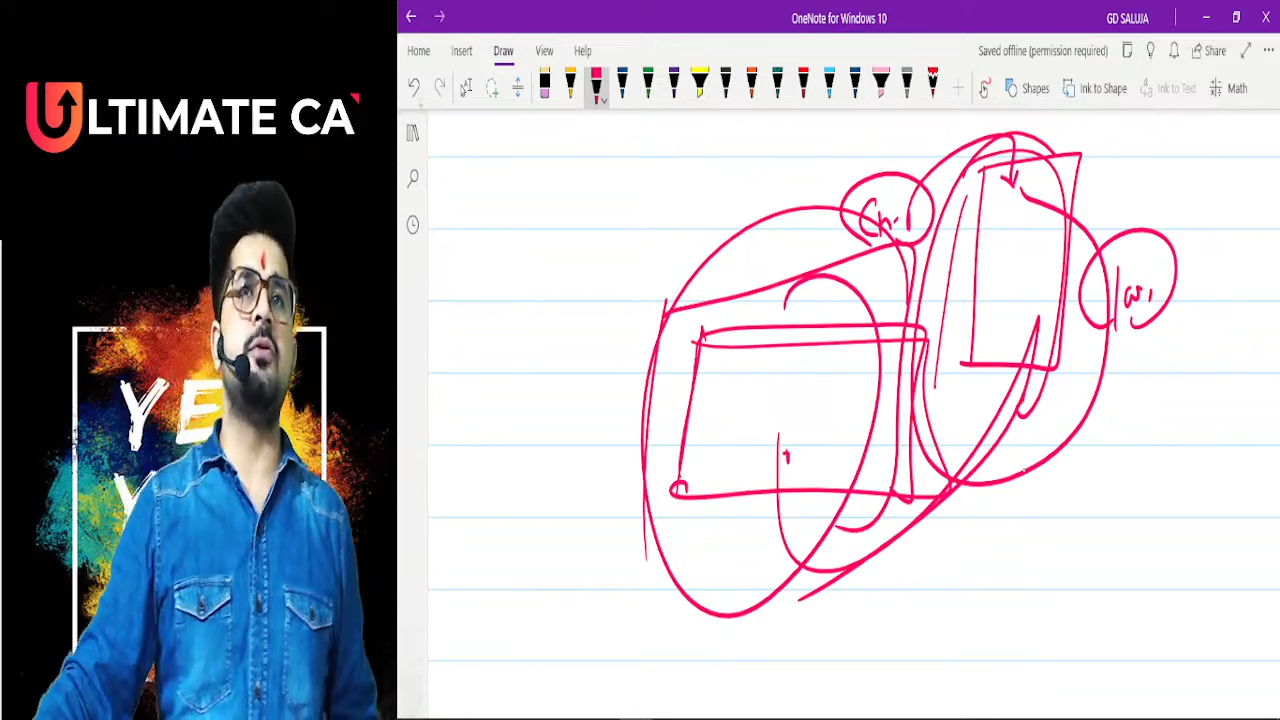 ULTIMATE CA
OneNote for Windows 10
GD SALUJA
Home
Insert
Draw
View
Help
Saved offline (permission required)
Share
Shapes
Ink to Shape
Ink to Text
Math
Ch.1
YE
Y